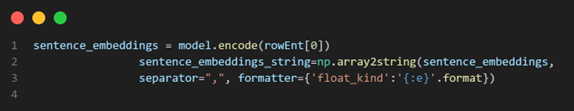 1 sentence_embeddings = model.encode(rowEnt[0])
2 sentence_embeddings_string=np.array2string(sentence_embeddings,
3 separator=",", formatter={'float_kind':'{:e}'.format})
4